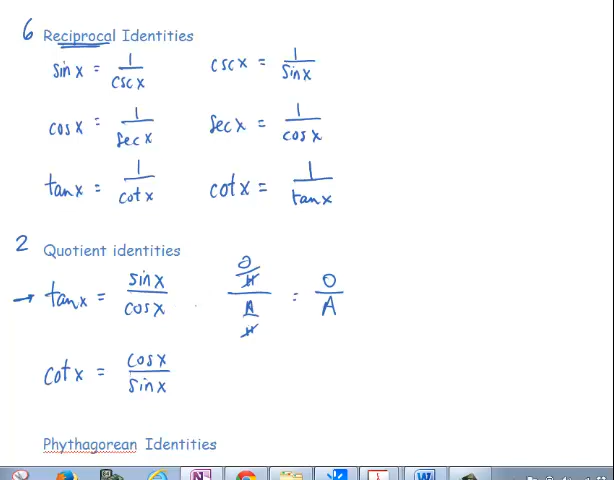 6 Reciprocal Identities
sin x = 1/csc x csc x = 1/sin x
cos x = 1/sec x sec x = 1/cos x
tan x = 1/cot x cot x = 1/tan x
2 Quotient identities
→ tan x = sin x/cos x (O/H)/(A/H) = O/A
cot x = cos x/sin x
Phythagorean Identities